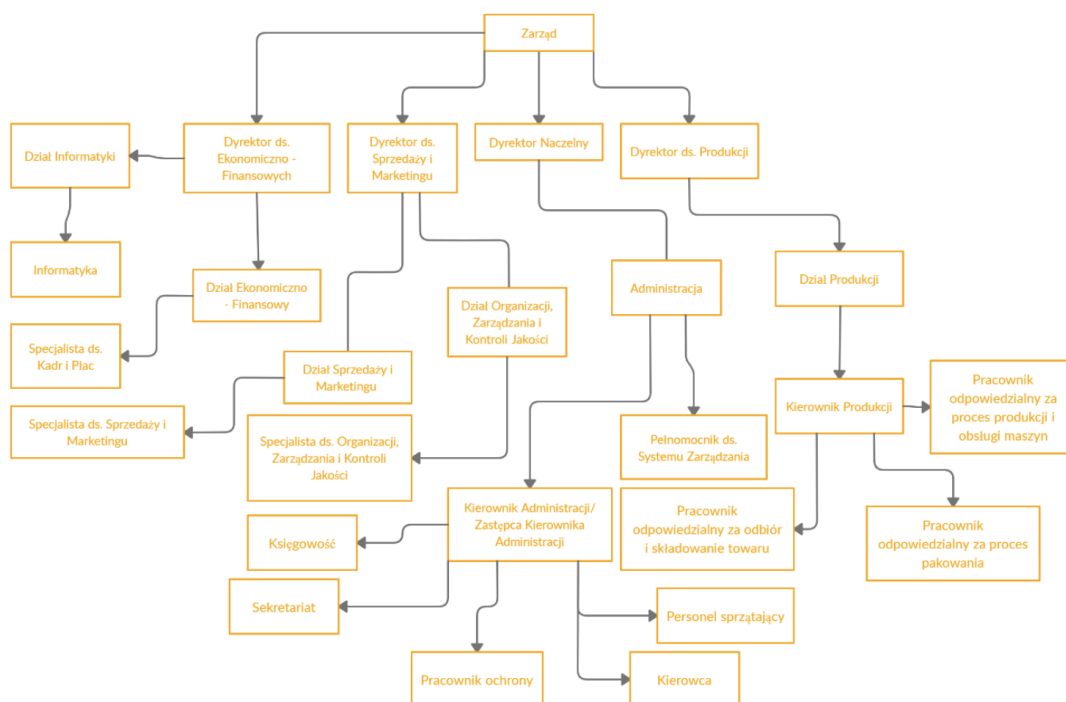 Zarząd
Dział Informatyki
Dyrektor ds.
Ekonomiczno -
Finansowych
Dyrektor ds.
Sprzedaży i
Marketingu
Dyrektor Naczelny
Dyrektor ds. Produkcji
Informatyka
Dział Ekonomiczno
- Finansowy
Dział Organizacji,
Zarządzania i
Kontroli Jakości
Administracja
Dział Produkcji
Specjalista ds.
Kadr i Płac
Dział Sprzedaży i
Marketingu
Kierownik Produkcji
Pracownik
odpowiedzialny za
proces produkcji i
obsługi maszyn
Specjalista ds. Sprzedaży i
Marketingu
Specjalista ds. Organizacji,
Zarządzania i Kontroli
Jakości
Pełnomocnik ds.
Systemu Zarządzania
Księgowość
Kierownik Administracji/
Zastępca Kierownika
Administracji
Pracownik
odpowiedzialny za odbiór
i składowanie towaru
Pracownik
odpowiedzialny za proces
pakowania
Sekretariat
Personel sprzątający
Pracownik ochrony
Kierowca